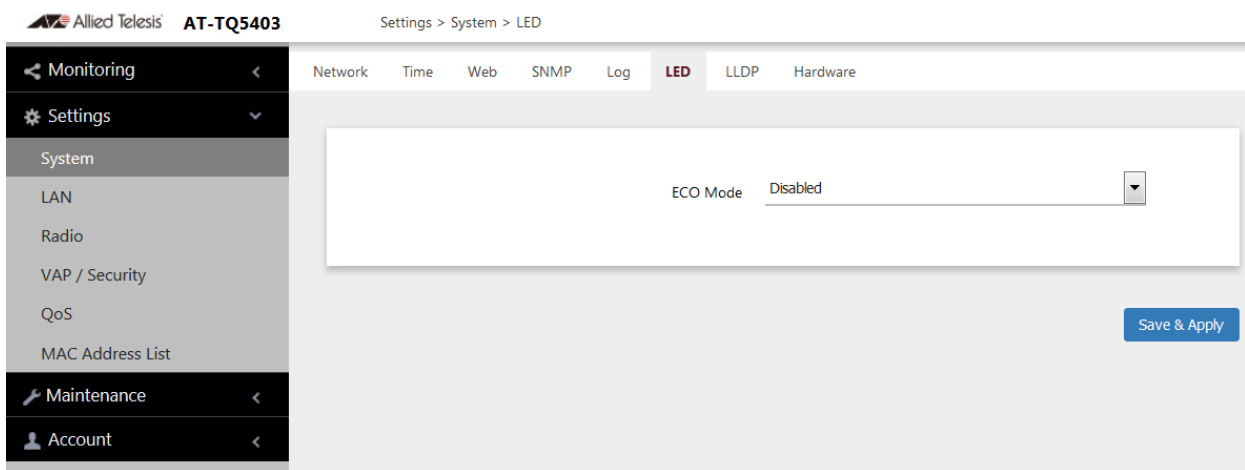 Allied Telesis AT-TQ5403
Settings > System > LED
Monitoring
Settings
System
LAN
Radio
VAP / Security
QoS
MAC Address List
Maintenance
Account
Network Time Web SNMP Log LED LLDP Hardware
ECO Mode Disabled
Save & Apply